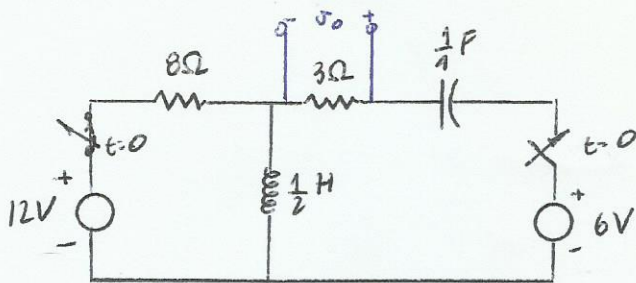 - v₀ +
8Ω
3Ω
1/4 F
t=0
t=0
+
12V
-
1/2 H
+
6V
-